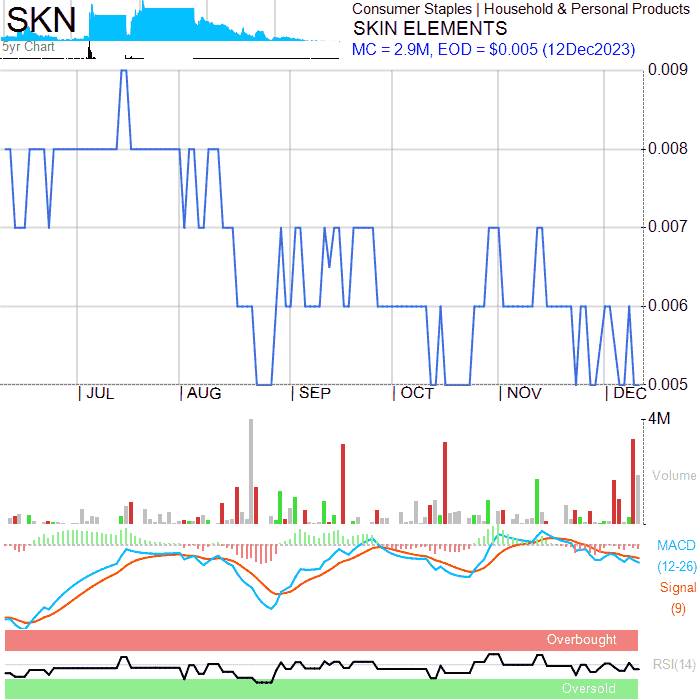 SKN
5yr Chart
Consumer Staples | Household & Personal Products
SKIN ELEMENTS
MC = 2.9M, EOD = $0.005 (12Dec2023)
0.009
0.008
0.007
0.006
0.005
| JUL | AUG | SEP | OCT | NOV | DEC
4M
Volume
MACD
(12-26)
Signal
(9)
Overbought
RSI(14)
Oversold